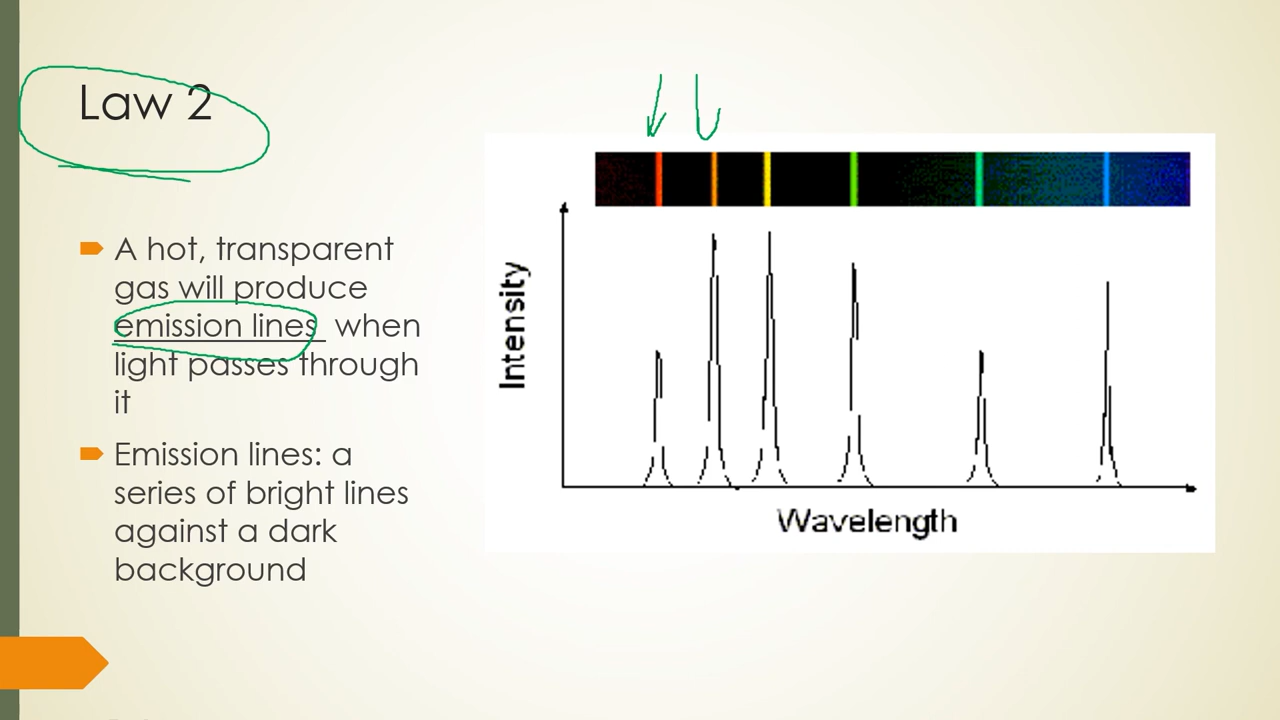 Law 2
A hot, transparent
gas will produce
emission lines when
light passes through
it
Emission lines: a
series of bright lines
against a dark
background
Intensity
Wavelength